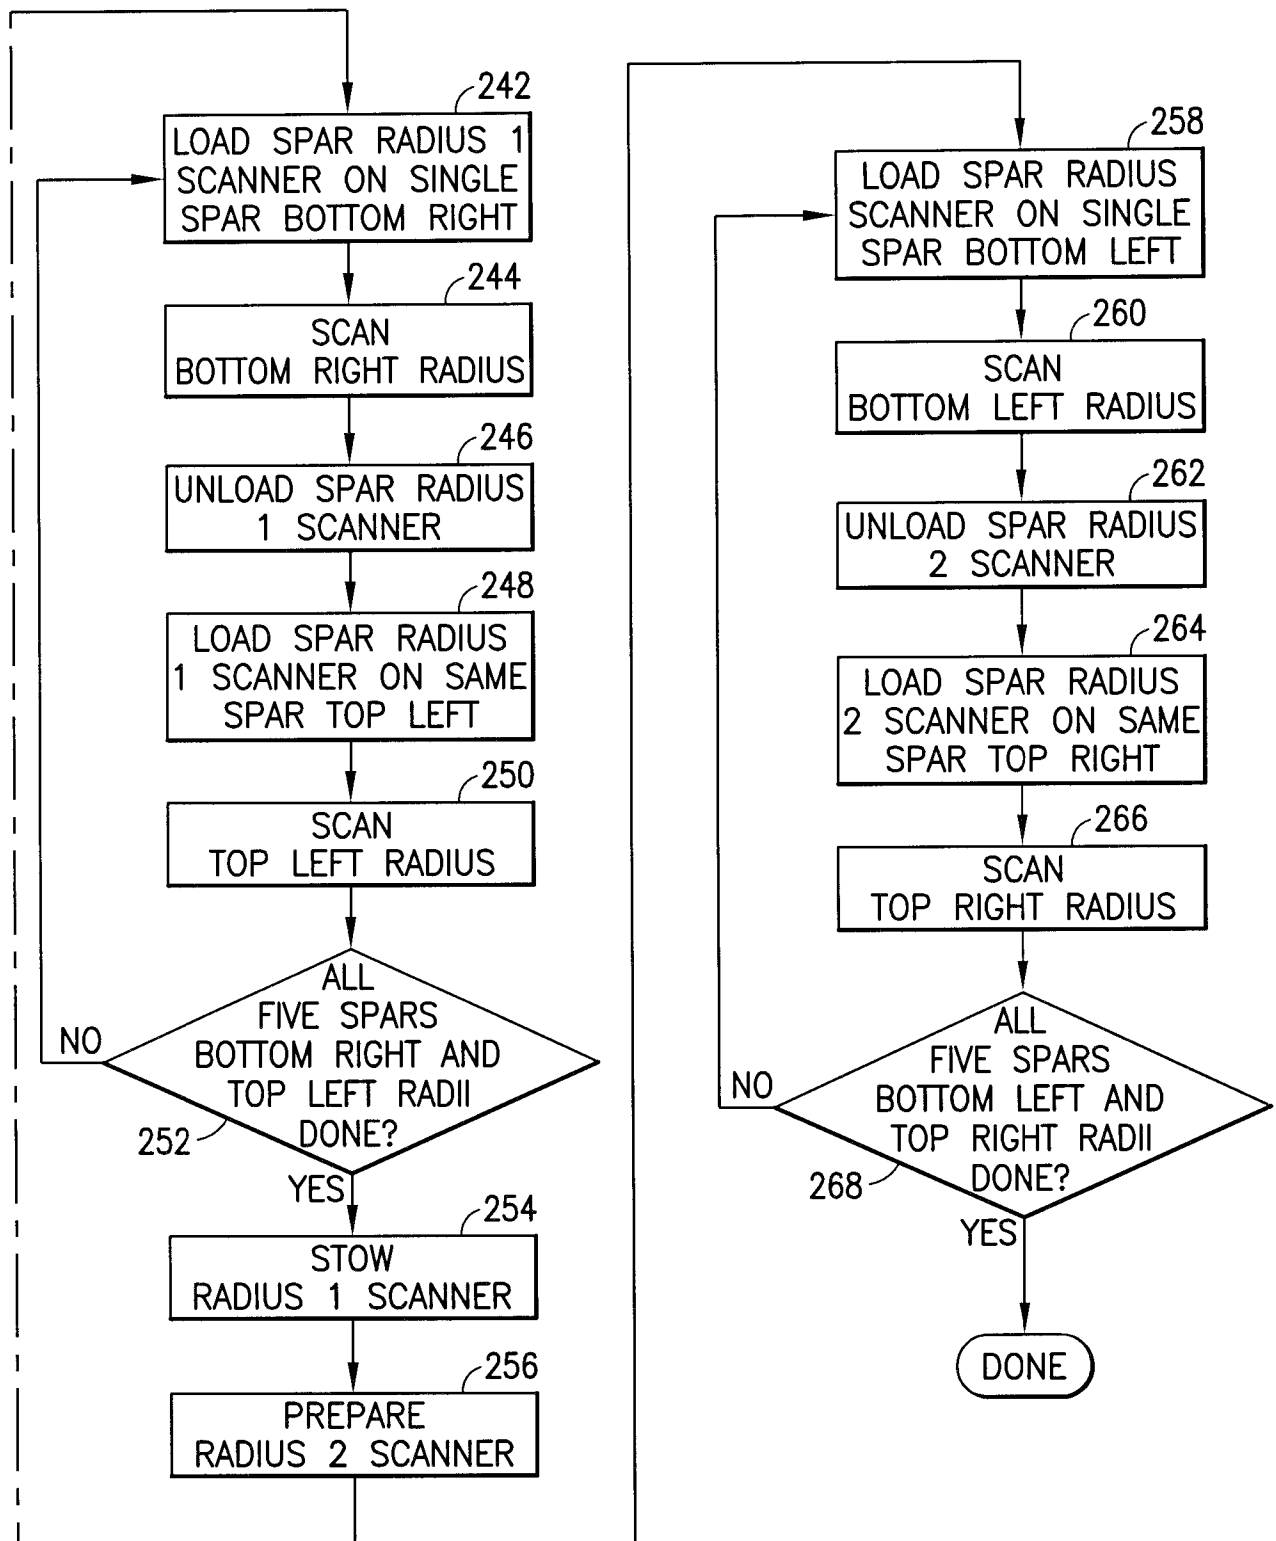 242
LOAD SPAR RADIUS 1
SCANNER ON SINGLE
SPAR BOTTOM RIGHT
244
SCAN
BOTTOM RIGHT RADIUS
246
UNLOAD SPAR RADIUS
1 SCANNER
248
LOAD SPAR RADIUS
1 SCANNER ON SAME
SPAR TOP LEFT
250
SCAN
TOP LEFT RADIUS
ALL
FIVE SPARS
BOTTOM RIGHT AND
TOP LEFT RADII
DONE?
NO
252
YES
254
STOW
RADIUS 1 SCANNER
256
PREPARE
RADIUS 2 SCANNER
258
LOAD SPAR RADIUS
SCANNER ON SINGLE
SPAR BOTTOM LEFT
260
SCAN
BOTTOM LEFT RADIUS
262
UNLOAD SPAR RADIUS
2 SCANNER
264
LOAD SPAR RADIUS
2 SCANNER ON SAME
SPAR TOP RIGHT
266
SCAN
TOP RIGHT RADIUS
ALL
FIVE SPARS
BOTTOM LEFT AND
TOP RIGHT RADII
DONE?
NO
268
YES
DONE